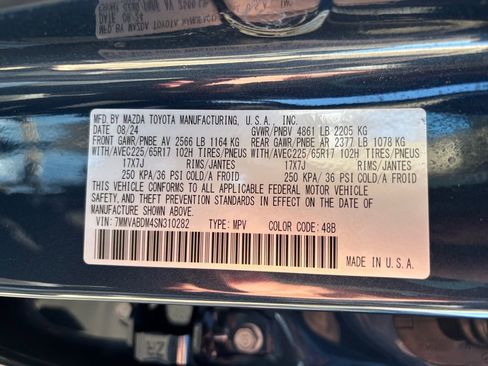 MFD BY MAZDA TOYOTA MANUFACTURING, U.S.A., INC.
DATE 08/24 GVWR/PNBV 4861 LB 2205 KG
FRONT GAWR/PNBE AV 2566 LB 1164 KG REAR GAWR/PNBE AR 2377 LB 1078 KG
WITH/AVEC225/65R17 102H TIRES/PNEUS WITH/AVEC225/65R17 102H TIRES/PNEUS
17X7J RIMS/JANTES 17X7J RIMS/JANTES
250 KPA/36 PSI COLD/A FROID 250 KPA/36 PSI COLD/A FROID
THIS VEHICLE CONFORMS TO ALL APPLICABLE FEDERAL MOTOR VEHICLE
SAFETY, AND THEFT PREVENTION STANDARDS IN EFFECT ON THE DATE OF
MANUFACTURE SHOWN ABOVE.
VIN: 7MMVABDM4SN310282 TYPE: MPV COLOR CODE: 48B
MADE IN U.S.A.